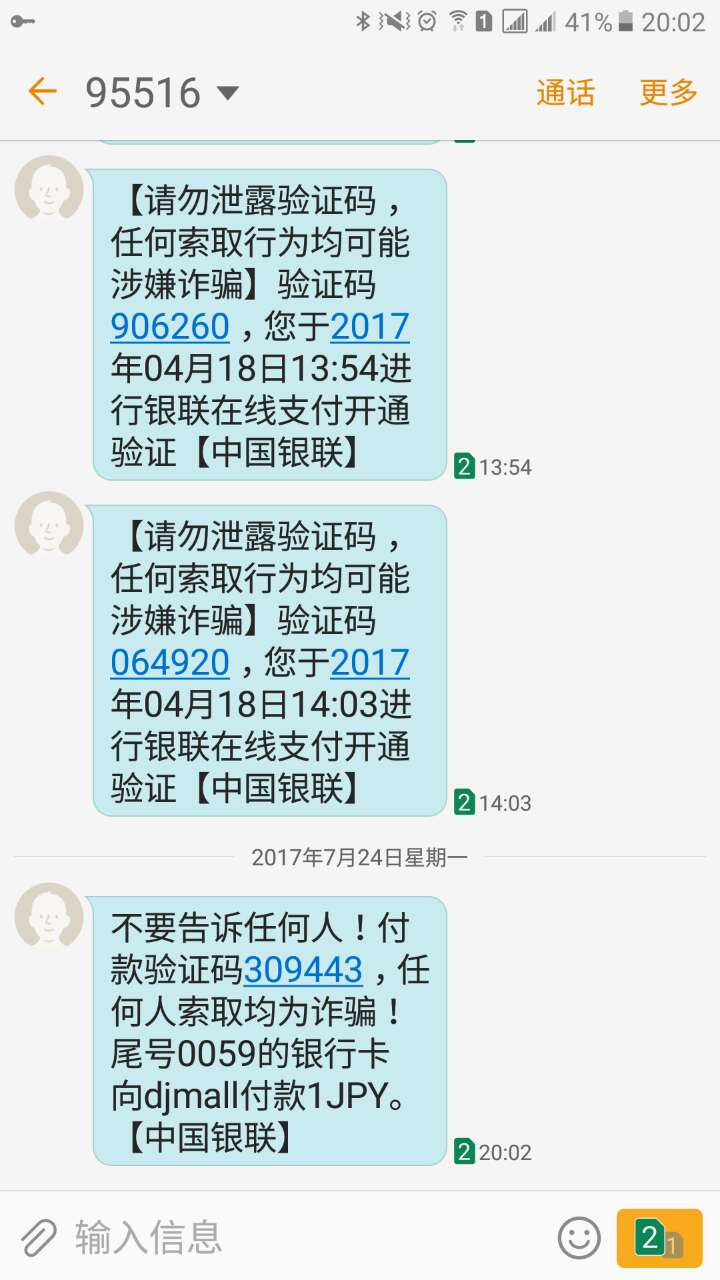 1 41% 20:02
95516 通话 更多
【请勿泄露验证码，
任何索取行为均可能
涉嫌诈骗】验证码
906260，您于2017
年04月18日13:54进
行银联在线支付开通
验证【中国银联】
2 13:54
【请勿泄露验证码，
任何索取行为均可能
涉嫌诈骗】验证码
064920，您于2017
年04月18日14:03进
行银联在线支付开通
验证【中国银联】
2 14:03
2017年7月24日星期一
不要告诉任何人！付
款验证码309443，任
何人索取均为诈骗！
尾号0059的银行卡
向djmall付款1JPY。
【中国银联】
2 20:02
输入信息 2 1